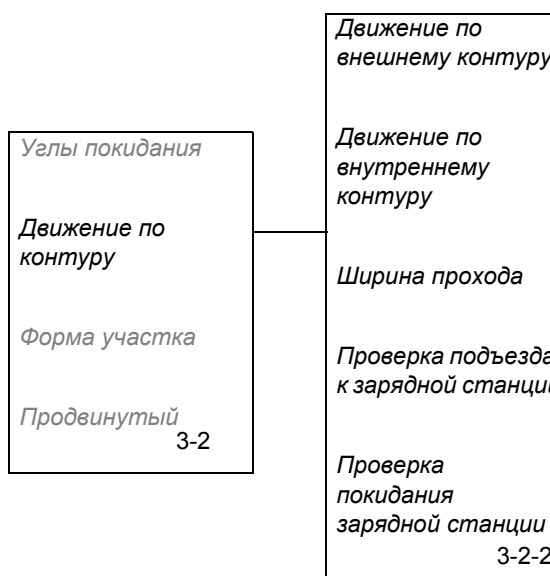 Углы покидания
Движение по
контуру
Форма участка
Продвинутый
3-2
Движение по
внешнему контуру
Движение по
внутреннему
контуру
Ширина прохода
Проверка подъезда
к зарядной станции
Проверка
покидания
зарядной станции
3-2-2